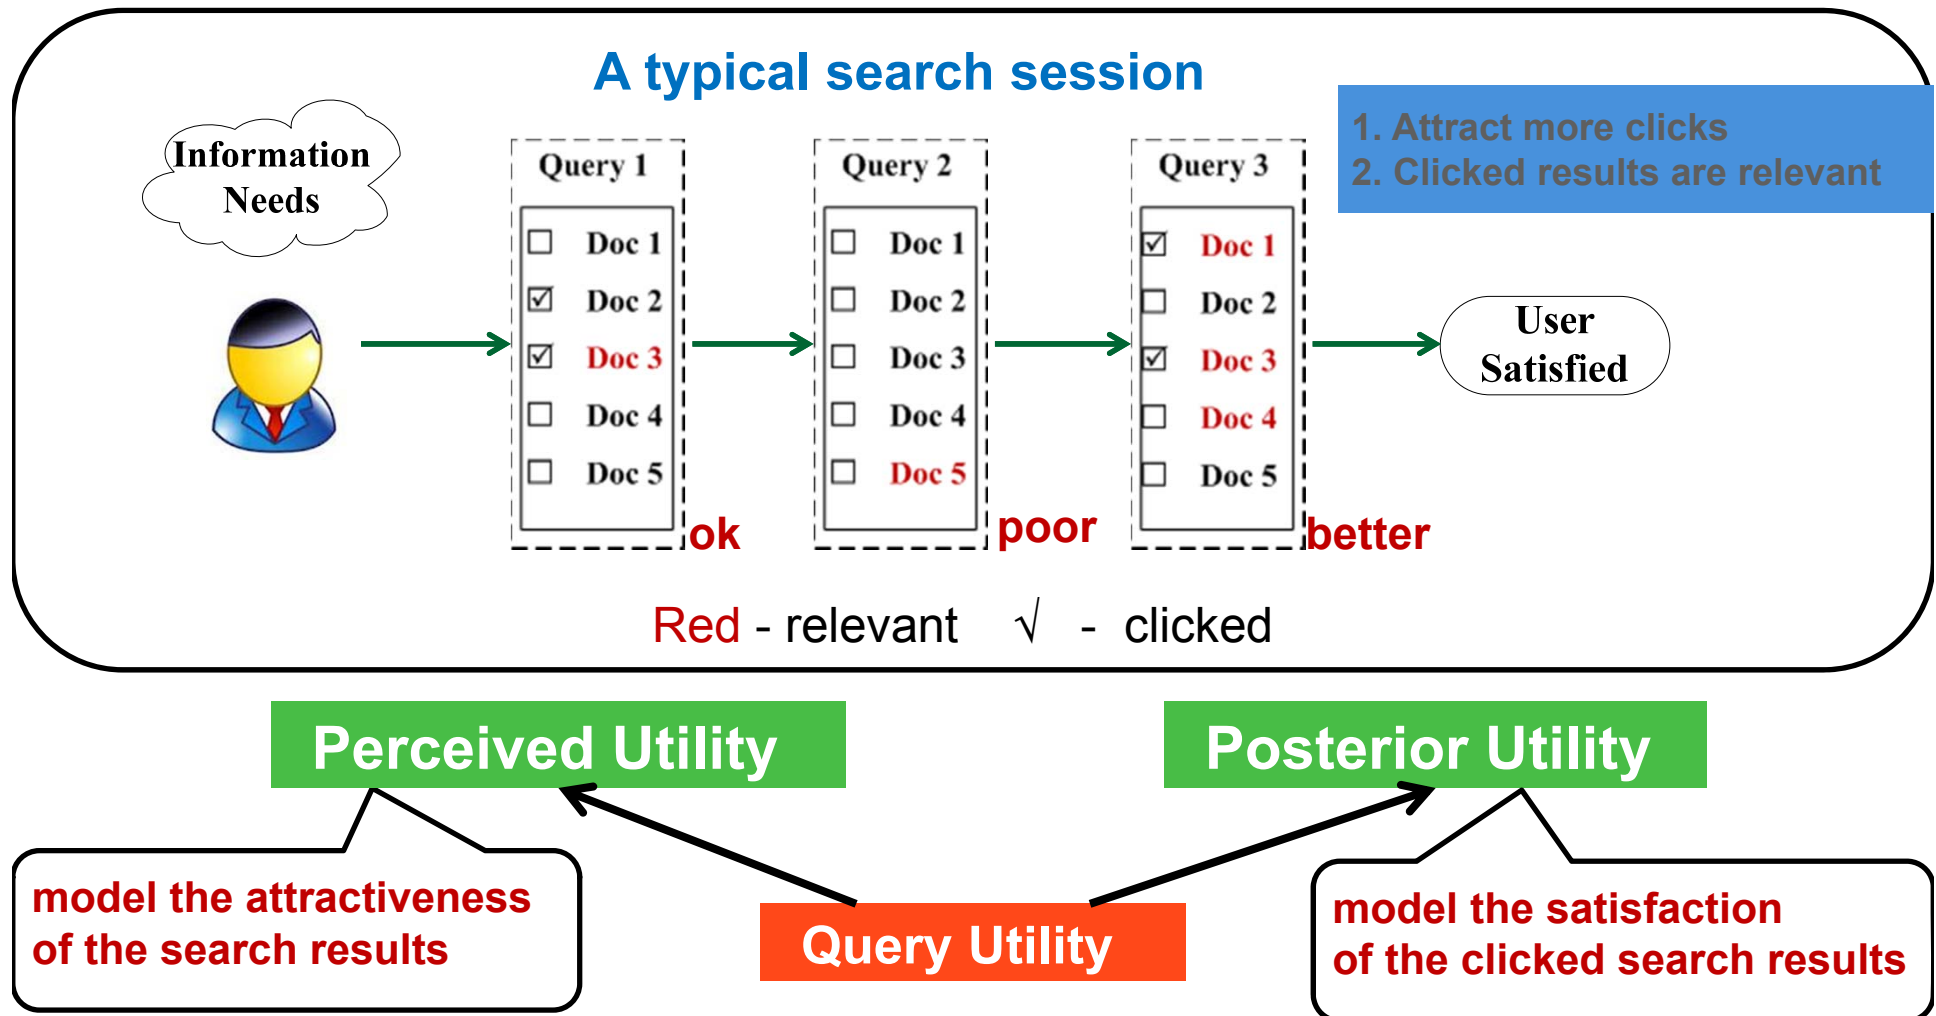 A typical search session
1. Attract more clicks
2. Clicked results are relevant
Information
Needs
Query 1
Doc 1
Doc 2
Doc 3
Doc 4
Doc 5
ok
Query 2
Doc 1
Doc 2
Doc 3
Doc 4
Doc 5
poor
Query 3
Doc 1
Doc 2
Doc 3
Doc 4
Doc 5
better
User
Satisfied
Red - relevant √ - clicked
Perceived Utility
Posterior Utility
model the attractiveness
of the search results
Query Utility
model the satisfaction
of the clicked search results